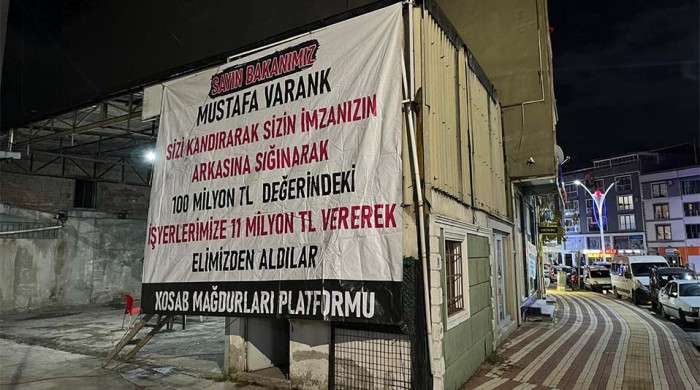 SAYIN BAKANIMIZ
MUSTAFA VARANK
SİZİ KANDIRARAK SİZİN İMZANIZIN
ARKASINA SIĞINARAK
100 MİLYON TL DEĞERİNDEKİ
İŞYERLERİMİZE 11 MİLYON TL VEREREK
ELİMİZDEN ALDILAR
XOSAB MAĞDURLARI PLATFORMU